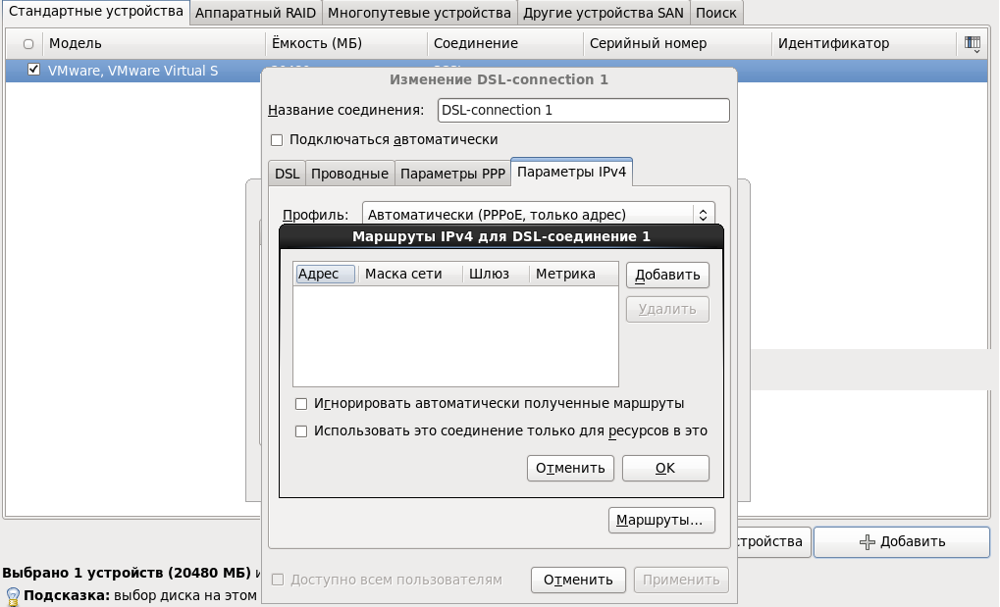 Стандартные устройства Аппаратный RAID Многопутевые устройства Другие устройства SAN Поиск
Модель Ёмкость (МБ) Соединение Серийный номер Идентификатор
VMware, VMware Virtual S
Изменение DSL-connection 1
Название соединения: DSL-connection 1
Подключаться автоматически
DSL Проводные Параметры PPP Параметры IPv4
Профиль: Автоматически (PPPoE, только адрес)
Маршруты IPv4 для DSL-соединение 1
Адрес Маска сети Шлюз Метрика Добавить
Удалить
Игнорировать автоматически полученные маршруты
Использовать это соединение только для ресурсов в это
Отменить OK
Маршруты...
стройства Добавить
Выбрано 1 устройств (20480 МБ) и
Доступно всем пользователям Отменить Применить
Подсказка: выбор диска на этом